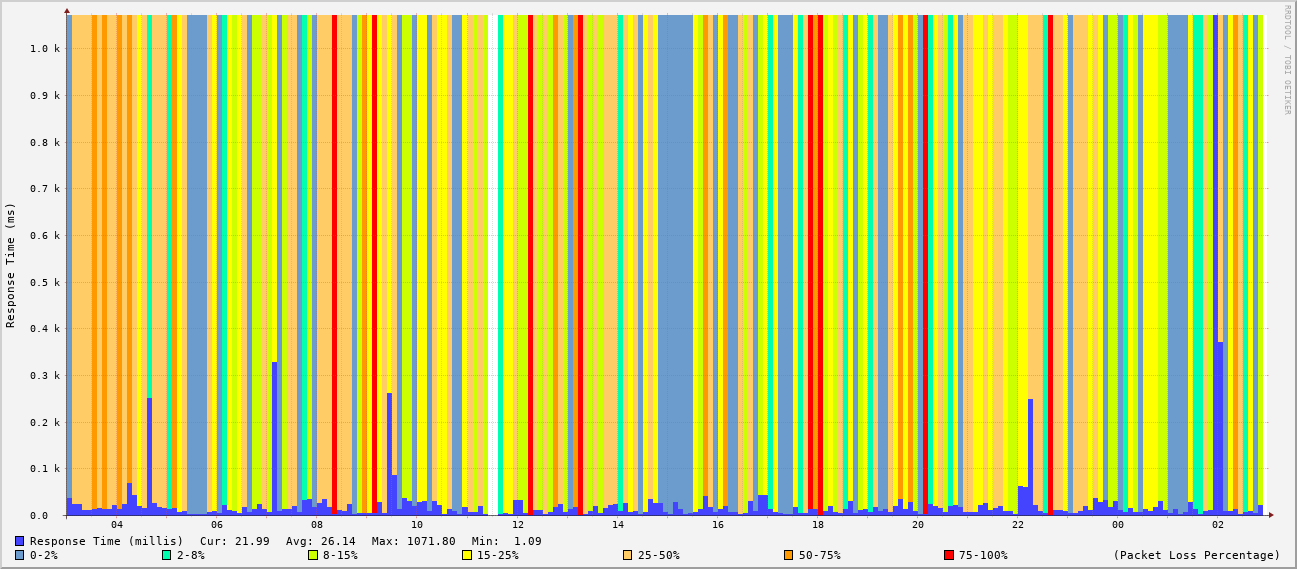 RRDTOOL / TOBI OETIKER
Response Time (ms)
1.0 k
0.9 k
0.8 k
0.7 k
0.6 k
0.5 k
0.4 k
0.3 k
0.2 k
0.1 k
0.0
04 06 08 10 12 14 16 18 20 22 00 02
Response Time (millis) Cur: 21.99 Avg: 26.14 Max: 1071.80 Min: 1.09
0-2% 2-8% 8-15% 15-25% 25-50% 50-75% 75-100% (Packet Loss Percentage)